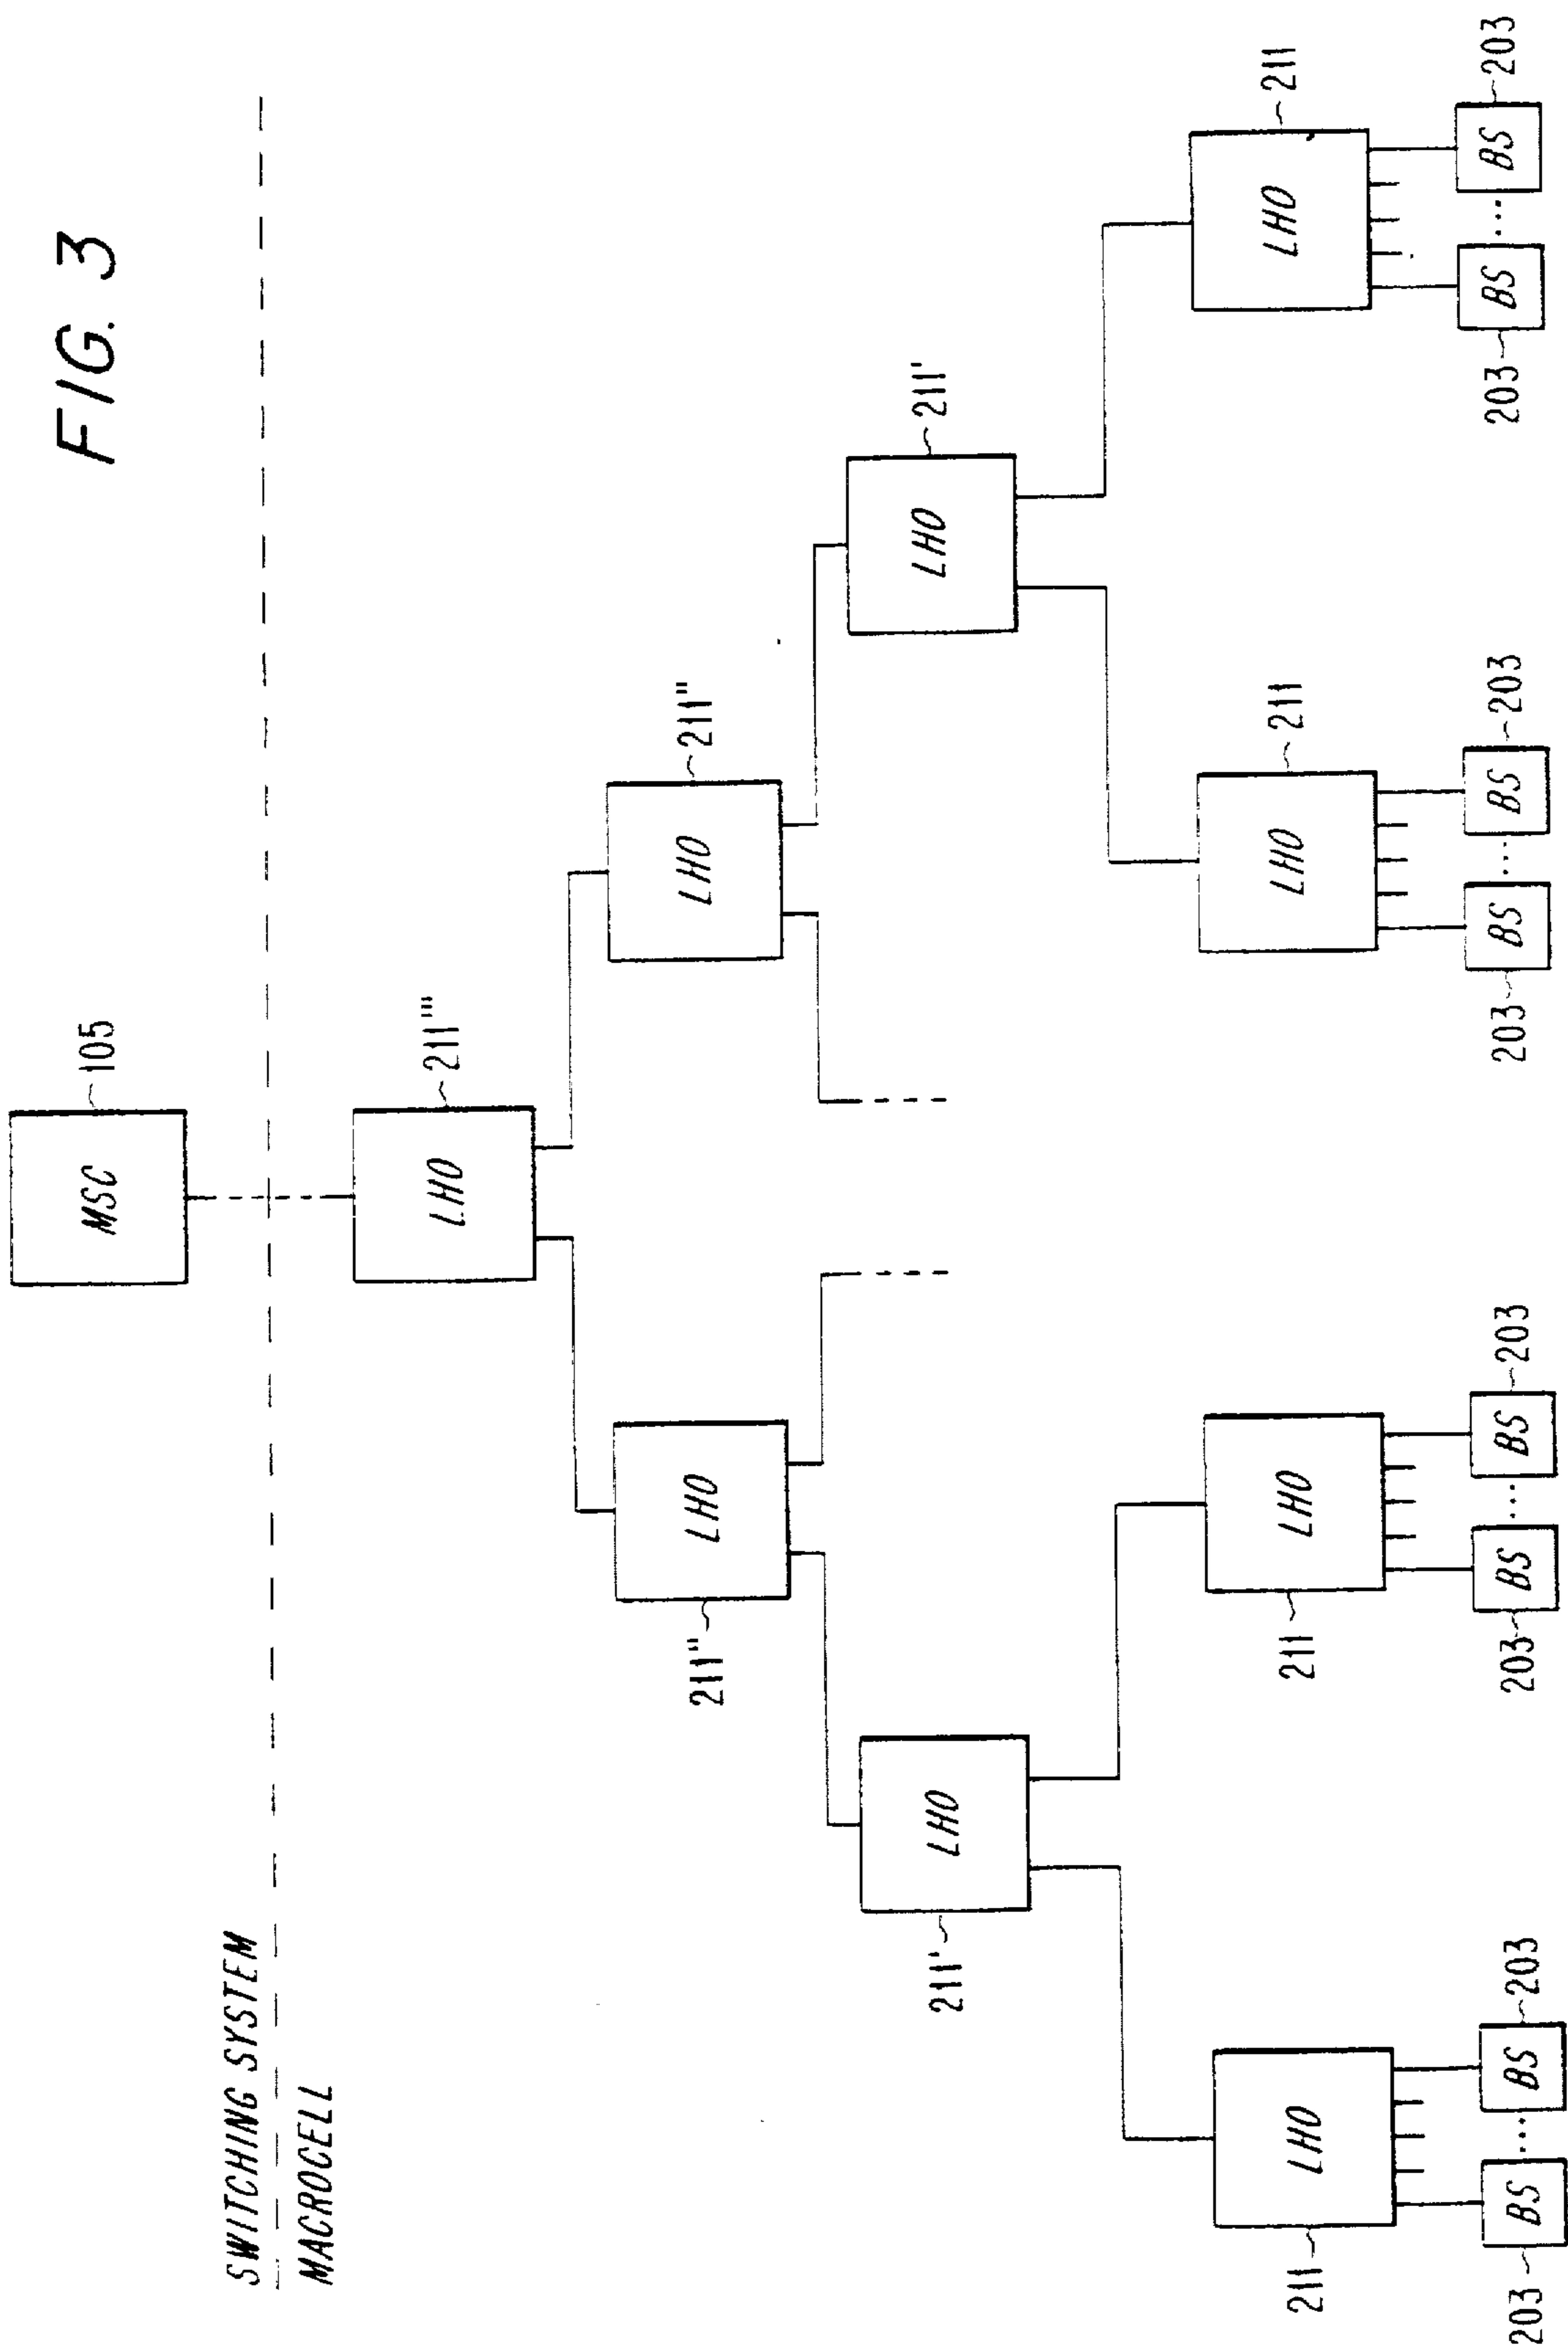 FIG. 3
MSC
105
SWITCHING SYSTEM
MACROCELL
LHO
211'''
LHO
211''
LHO
211''
LHO
211'
LHO
211'
LHO
211
LHO
211
LHO
211
LHO
211
BS
203
...
BS
203
BS
203
...
BS
203
BS
203
...
BS
203
BS
203
...
BS
203